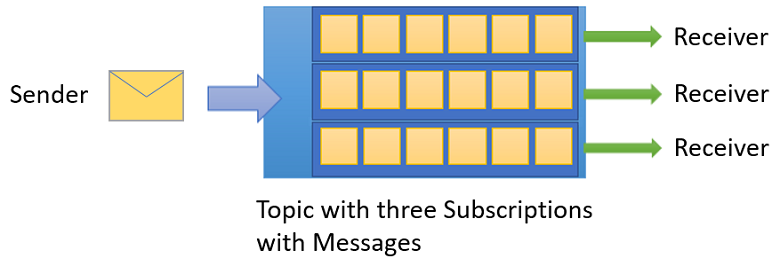 Sender
Receiver
Receiver
Receiver
Topic with three Subscriptions
with Messages